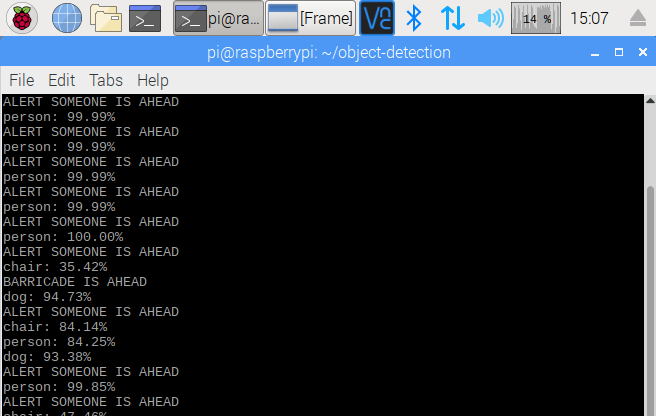 pi@ra...
[Frame]
14 %
15:07
pi@raspberrypi: ~/object-detection
File Edit Tabs Help
ALERT SOMEONE IS AHEAD
person: 99.99%
ALERT SOMEONE IS AHEAD
person: 99.99%
ALERT SOMEONE IS AHEAD
person: 99.99%
ALERT SOMEONE IS AHEAD
person: 99.99%
ALERT SOMEONE IS AHEAD
person: 100.00%
ALERT SOMEONE IS AHEAD
chair: 35.42%
BARRICADE IS AHEAD
dog: 94.73%
ALERT SOMEONE IS AHEAD
chair: 84.14%
person: 84.25%
dog: 93.38%
ALERT SOMEONE IS AHEAD
person: 99.85%
ALERT SOMEONE IS AHEAD
chair: 47.46%